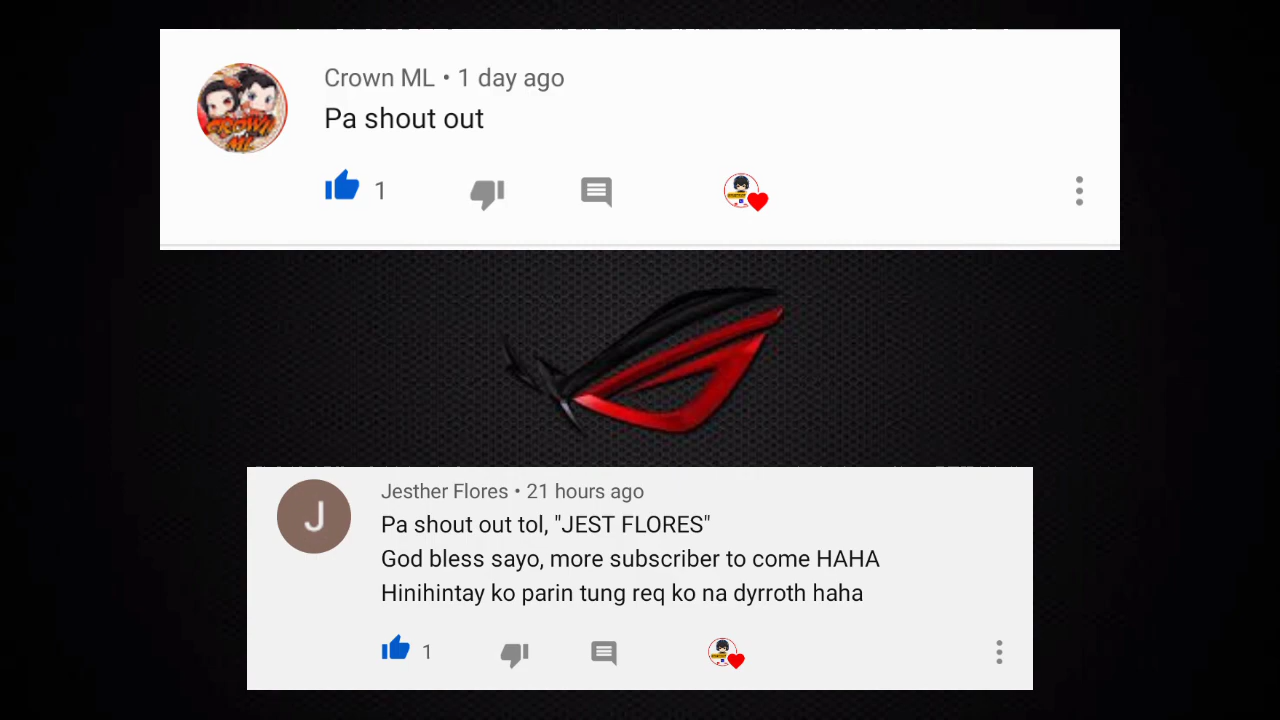 Crown ML • 1 day ago
Pa shout out
CROWN
ML
1
J
Jesther Flores • 21 hours ago
Pa shout out tol, "JEST FLORES"
God bless sayo, more subscriber to come HAHA
Hinihintay ko parin tung req ko na dyrroth haha
1